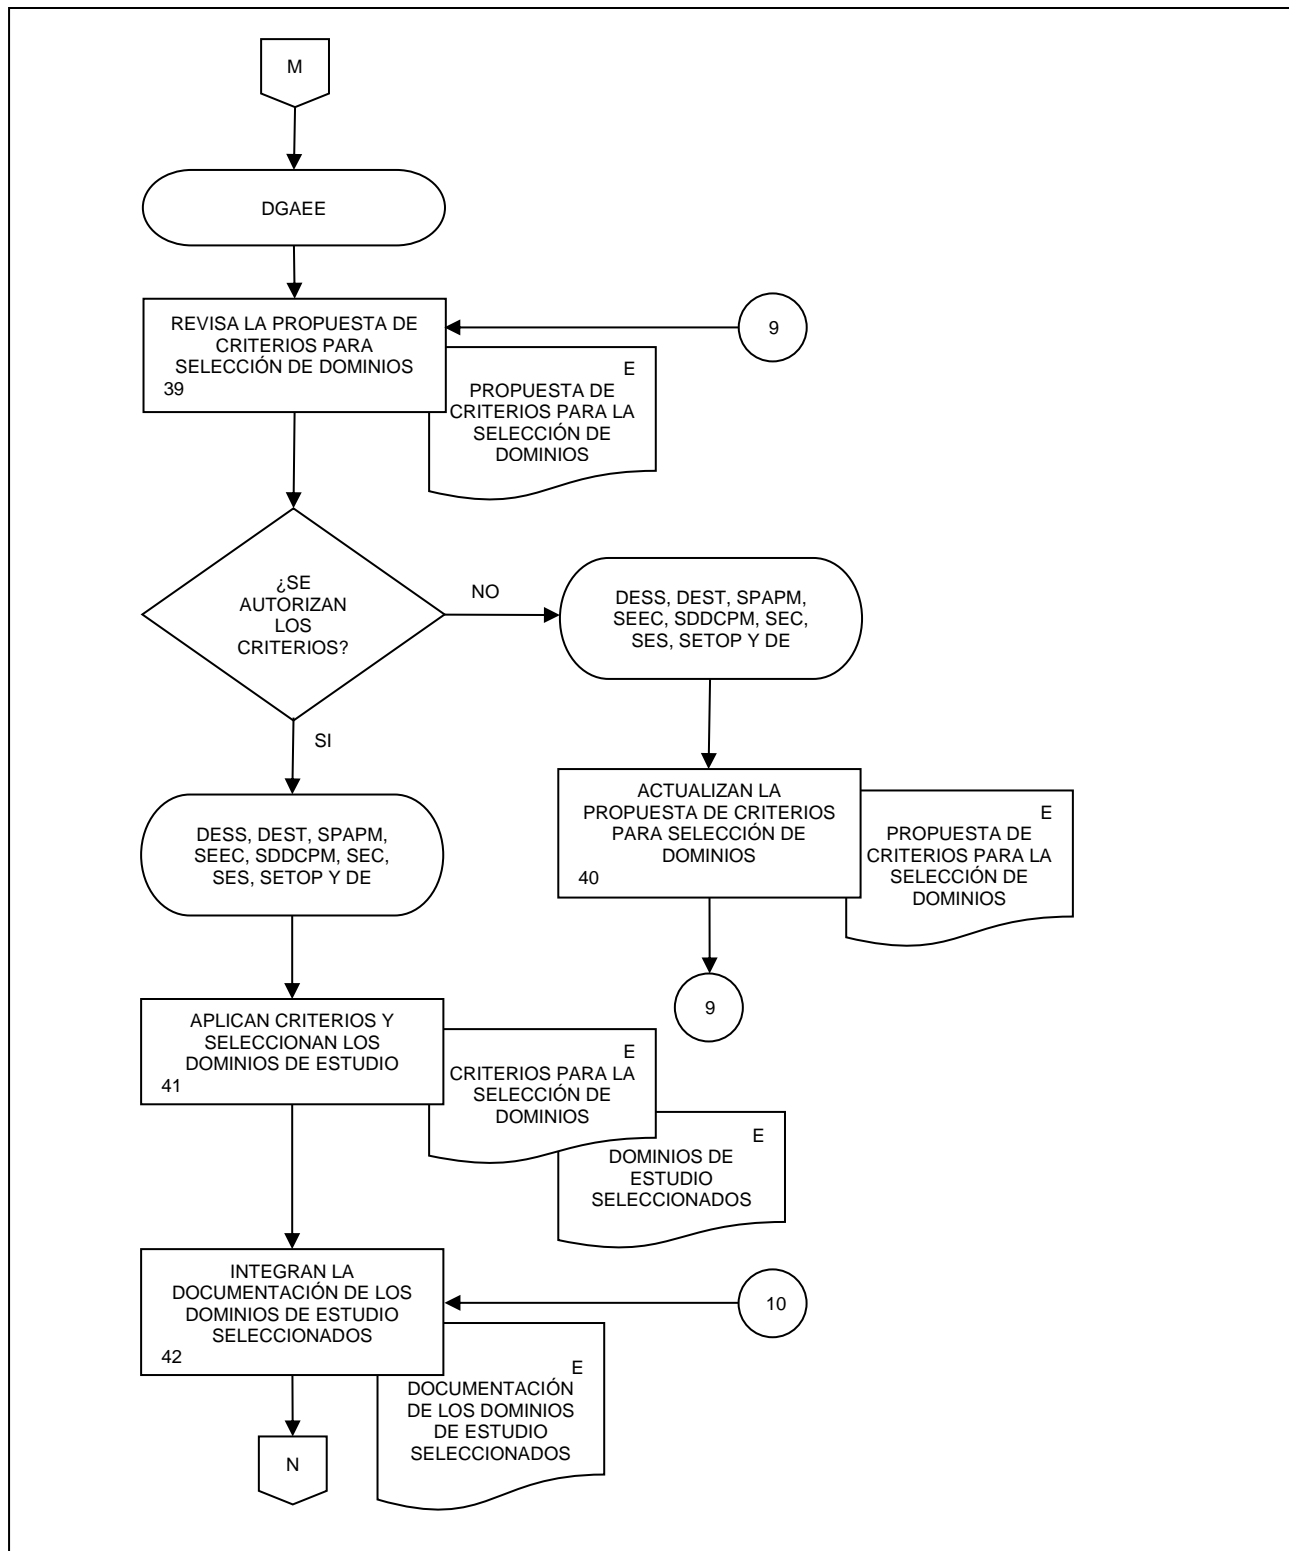 M
DGAEE
REVISA LA PROPUESTA DE
CRITERIOS PARA
SELECCIÓN DE DOMINIOS
39
9
E
PROPUESTA DE
CRITERIOS PARA LA
SELECCIÓN DE
DOMINIOS
¿SE
AUTORIZAN
LOS
CRITERIOS?
NO
DESS, DEST, SPAPM,
SEEC, SDDCPM, SEC,
SES, SETOP Y DE
SI
ACTUALIZAN LA
PROPUESTA DE CRITERIOS
PARA SELECCIÓN DE
DOMINIOS
40
E
PROPUESTA DE
CRITERIOS PARA LA
SELECCIÓN DE
DOMINIOS
9
DESS, DEST, SPAPM,
SEEC, SDDCPM, SEC,
SES, SETOP Y DE
APLICAN CRITERIOS Y
SELECCIONAN LOS
DOMINIOS DE ESTUDIO
41
E
CRITERIOS PARA LA
SELECCIÓN DE
DOMINIOS
E
DOMINIOS DE
ESTUDIO
SELECCIONADOS
INTEGRAN LA
DOCUMENTACIÓN DE LOS
DOMINIOS DE ESTUDIO
SELECCIONADOS
42
10
E
DOCUMENTACIÓN
DE LOS DOMINIOS
DE ESTUDIO
SELECCIONADOS
N